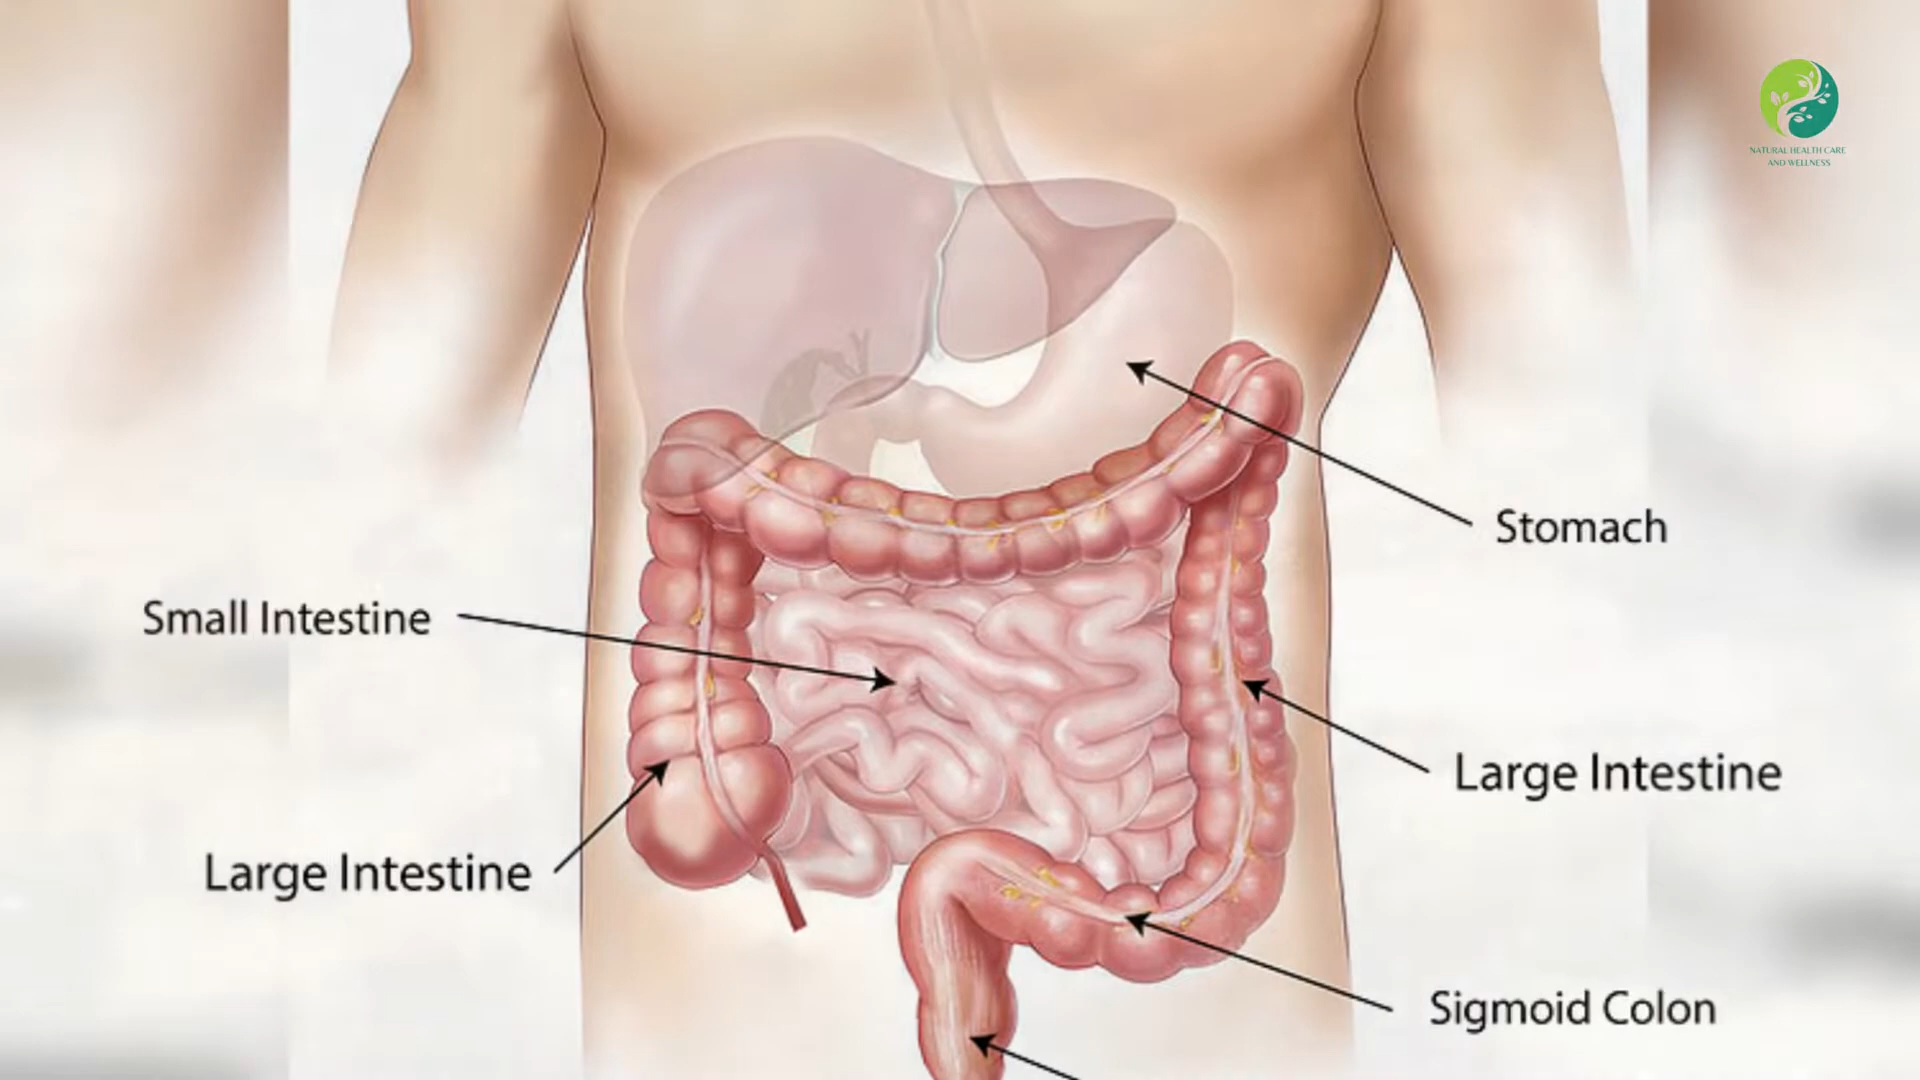 NATURAL HEALTH CARE
AND WELLNESS
Stomach
Small Intestine
Large Intestine
Large Intestine
Sigmoid Colon